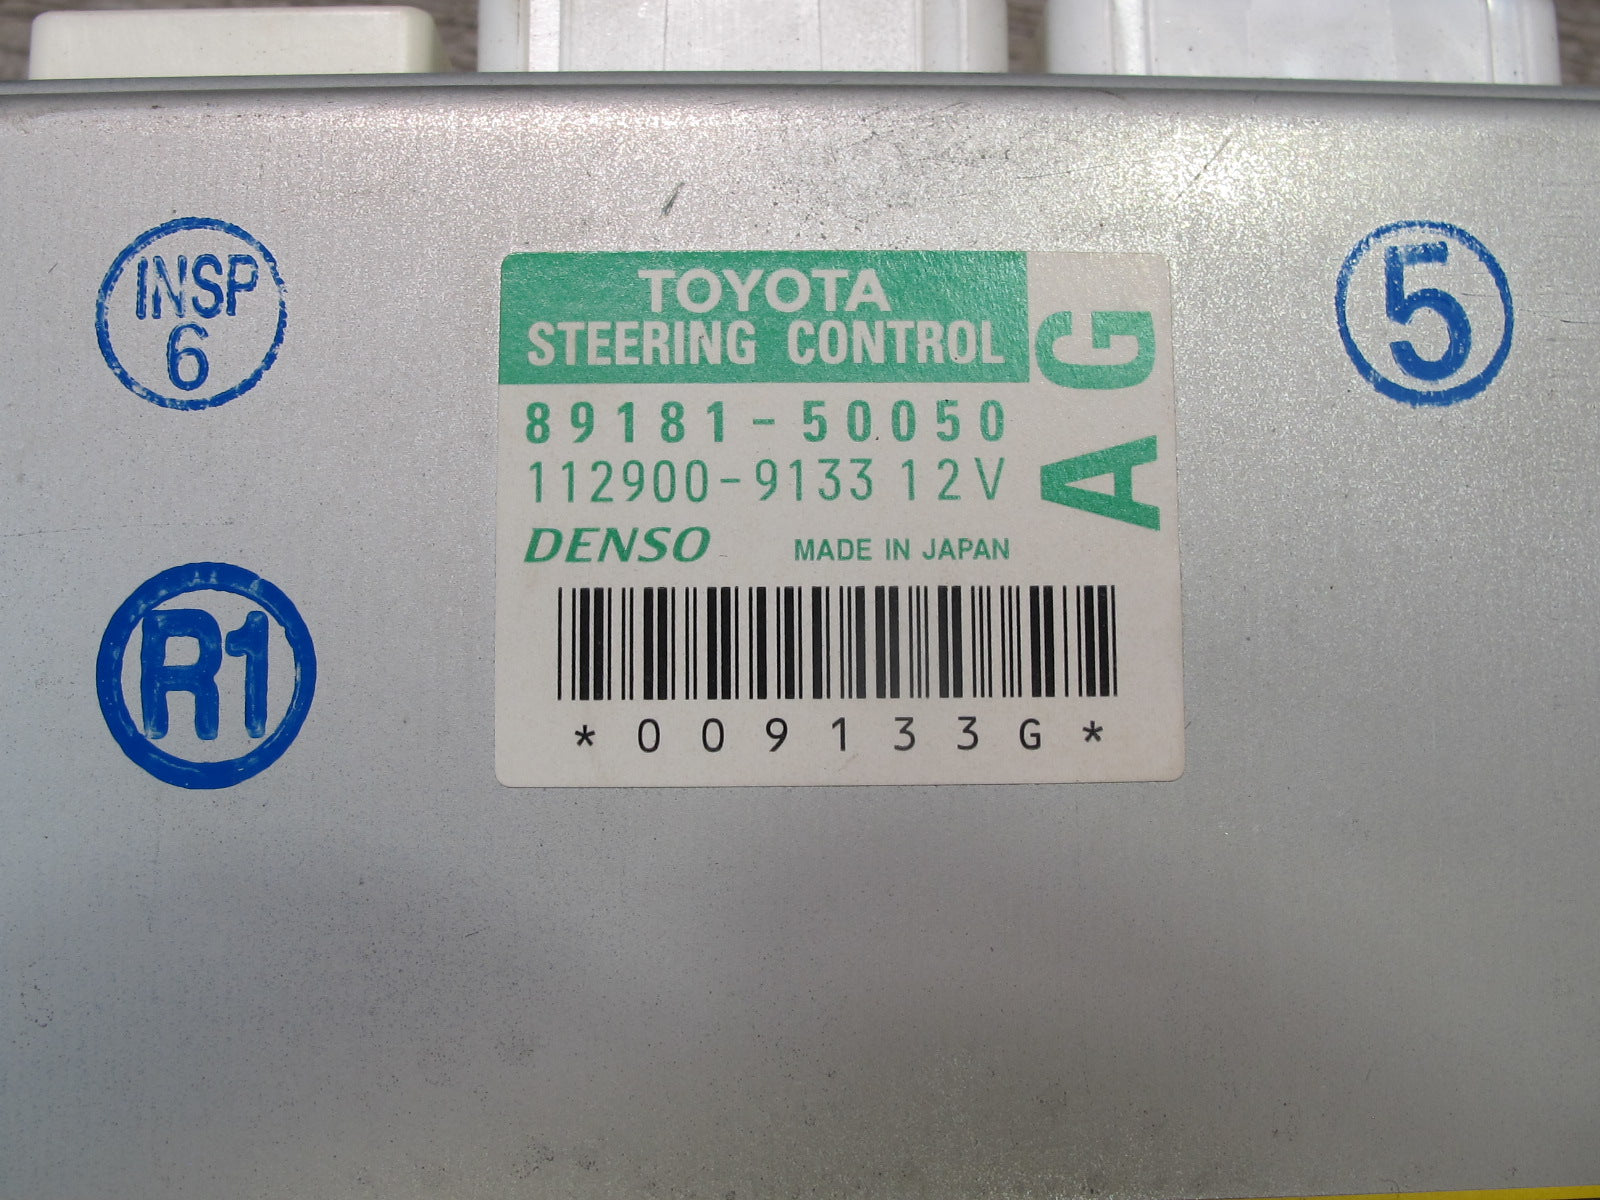 INSP
6
5
R1
TOYOTA
STEERING CONTROL
89181-50050
112900-9133 12V
DENSO MADE IN JAPAN
AG
*009133G*